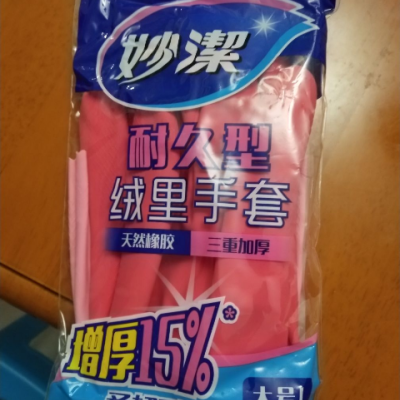 妙潔
耐久型
绒里手套
天然橡胶 三重加厚
增厚15%*
大号